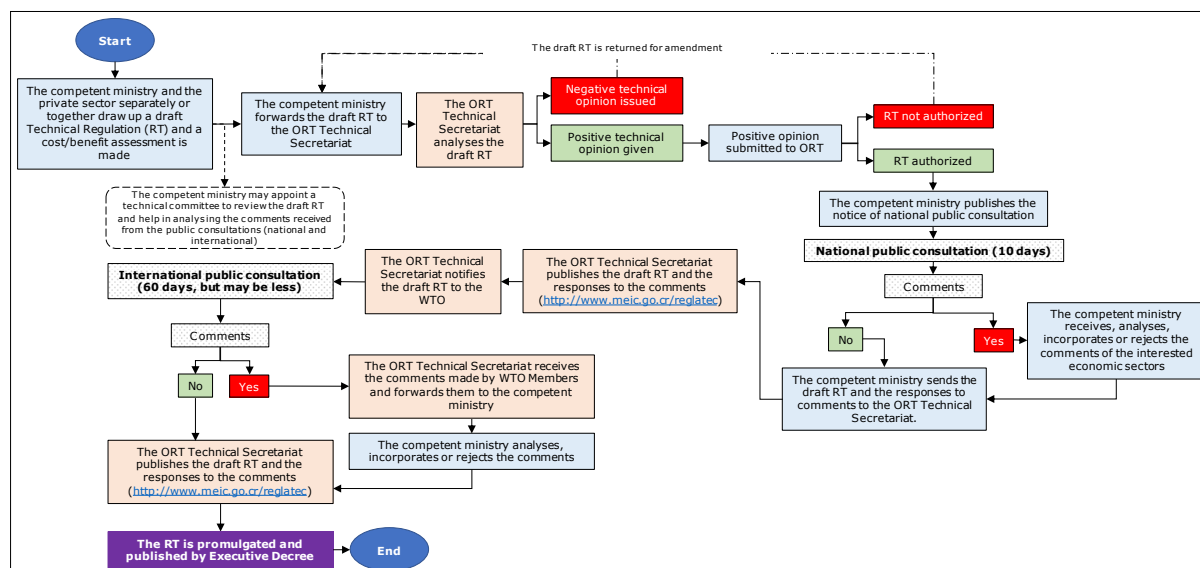 Start
The draft RT is returned for amendment
The competent ministry and the
private sector separately or
together draw up a draft
Technical Regulation (RT) and a
cost/benefit assessment is
made
The competent ministry
forwards the draft RT to
the ORT Technical
Secretariat
The ORT
Technical
Secretariat
analyses the
draft RT
Negative technical
opinion issued
Positive technical
opinion given
Positive opinion
submitted to ORT
RT not authorized
RT authorized
The competent ministry may appoint a
technical committee to review the draft RT
and help in analysing the comments received
from the public consultations (national and
international)
The competent ministry publishes the
notice of national public consultation
National public consultation (10 days)
Comments
No
Yes
The competent ministry
receives, analyses,
incorporates or rejects the
comments of the interested
economic sectors
The competent ministry sends the
draft RT and the responses to
comments to the ORT Technical
Secretariat.
The ORT Technical Secretariat
publishes the draft RT and the
responses to the comments
(http://www.meic.go.cr/reglatec)
The ORT Technical
Secretariat notifies
the draft RT to the
WTO
International public consultation
(60 days, but may be less)
Comments
No
Yes
The ORT Technical Secretariat receives
the comments made by WTO Members
and forwards them to the competent
ministry
The competent ministry analyses,
incorporates or rejects the comments
The ORT Technical Secretariat
publishes the draft RT and the
responses to the comments
(http://www.meic.go.cr/reglatec)
The RT is promulgated and
published by Executive Decree
End